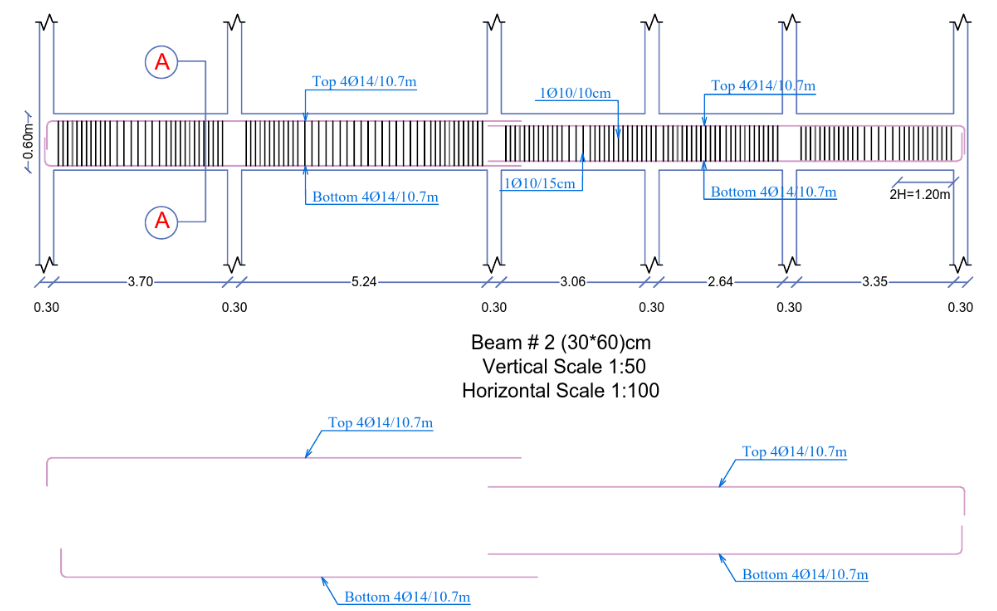 A
Top 4Ø14/10.7m
1Ø10/10cm
Top 4Ø14/10.7m
0.60m
1Ø10/15cm
Bottom 4Ø14/10.7m
Bottom 4Ø14/10.7m
2H=1.20m
A
3.70
5.24
3.06
2.64
3.35
0.30
0.30
0.30
0.30
0.30
0.30
Beam # 2 (30*60)cm
Vertical Scale 1:50
Horizontal Scale 1:100
Top 4Ø14/10.7m
Top 4Ø14/10.7m
Bottom 4Ø14/10.7m
Bottom 4Ø14/10.7m